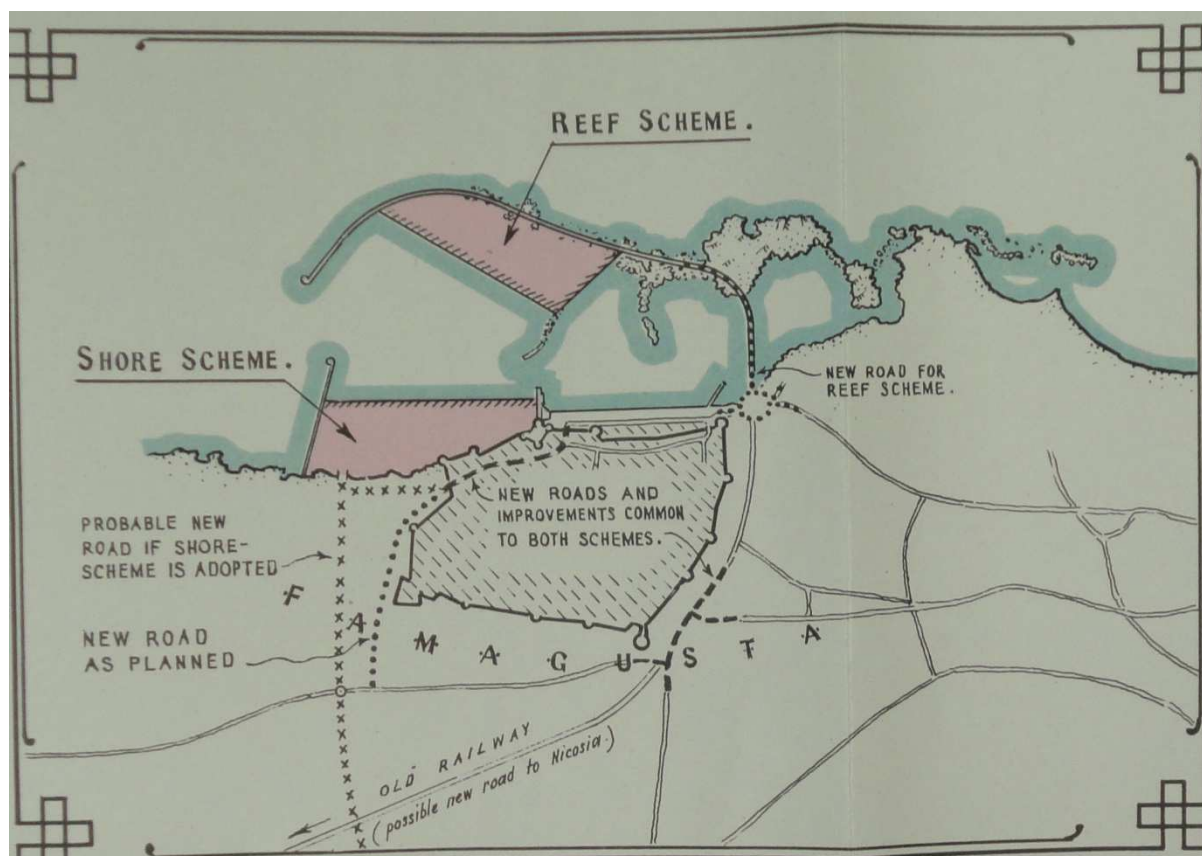 REEF SCHEME.
SHORE SCHEME.
NEW ROAD FOR
REEF SCHEME.
NEW ROADS AND
IMPROVEMENTS COMMON
TO BOTH SCHEMES.
PROBABLE NEW
ROAD IF SHORE-
SCHEME IS ADOPTED
NEW ROAD
AS PLANNED
FAMAGUSTA
OLD RAILWAY
(possible new road to Nicosia.)